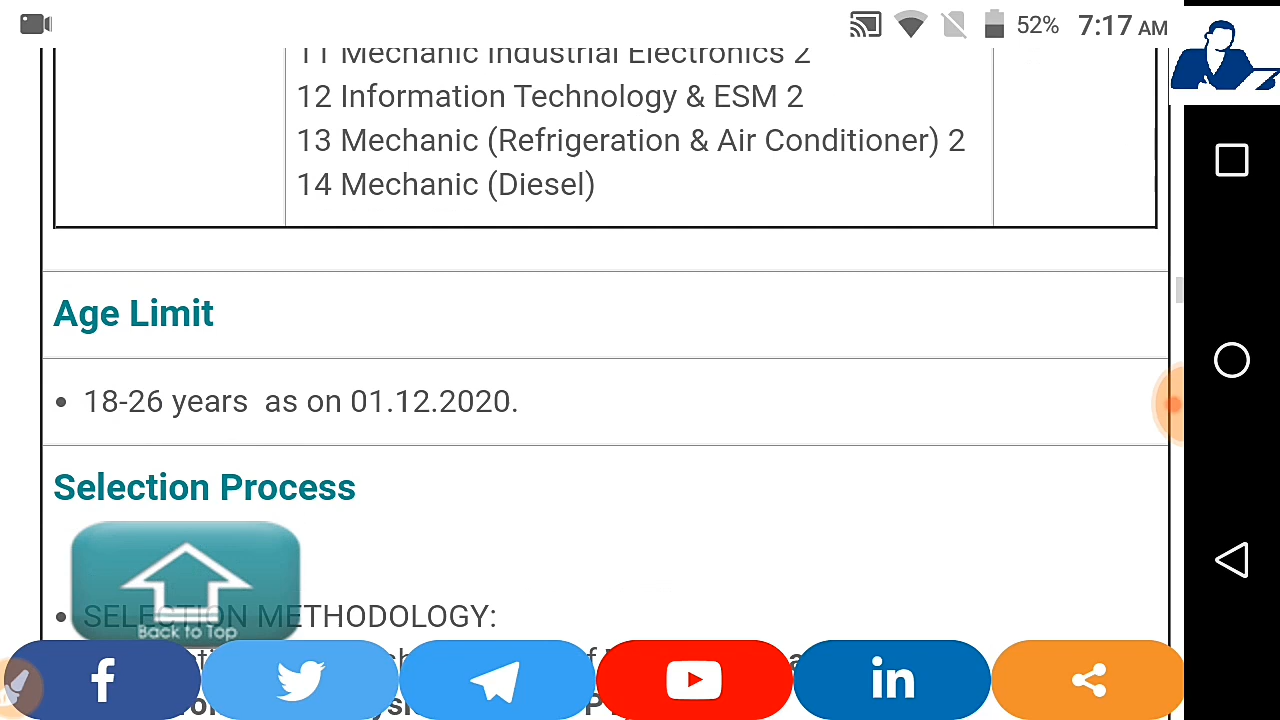 52% 7:17 AM
11 Mechanic Industrial Electronics 2
12 Information Technology & ESM 2
13 Mechanic (Refrigeration & Air Conditioner) 2
14 Mechanic (Diesel)
Age Limit
• 18-26 years as on 01.12.2020.
Selection Process
• SELECTION METHODOLOGY:
Back to Top
f
in